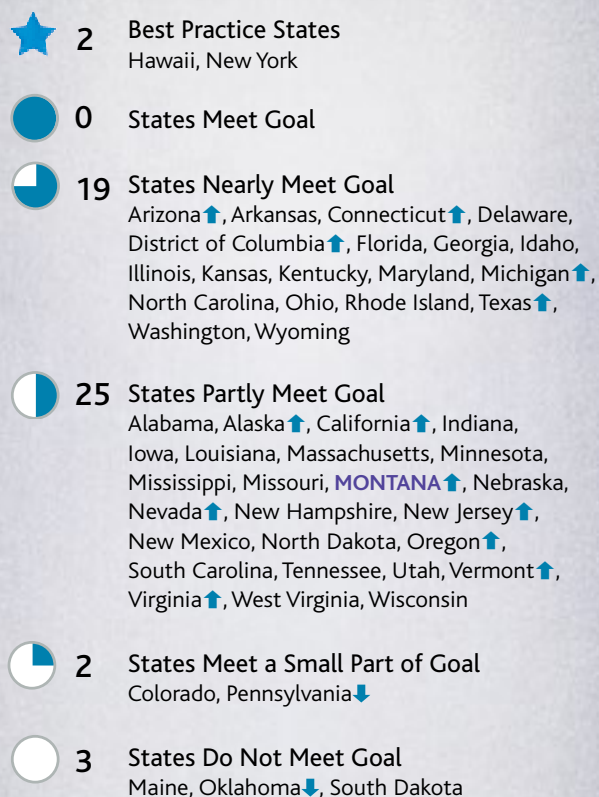 2 Best Practice States
Hawaii, New York
0 States Meet Goal
19 States Nearly Meet Goal
Arizona⬆, Arkansas, Connecticut⬆, Delaware,
District of Columbia⬆, Florida, Georgia, Idaho,
Illinois, Kansas, Kentucky, Maryland, Michigan⬆,
North Carolina, Ohio, Rhode Island, Texas⬆,
Washington, Wyoming
25 States Partly Meet Goal
Alabama, Alaska⬆, California⬆, Indiana,
Iowa, Louisiana, Massachusetts, Minnesota,
Mississippi, Missouri, MONTANA⬆, Nebraska,
Nevada⬆, New Hampshire, New Jersey⬆,
New Mexico, North Dakota, Oregon⬆,
South Carolina, Tennessee, Utah, Vermont⬆,
Virginia⬆, West Virginia, Wisconsin
2 States Meet a Small Part of Goal
Colorado, Pennsylvania⬇
3 States Do Not Meet Goal
Maine, Oklahoma⬇, South Dakota